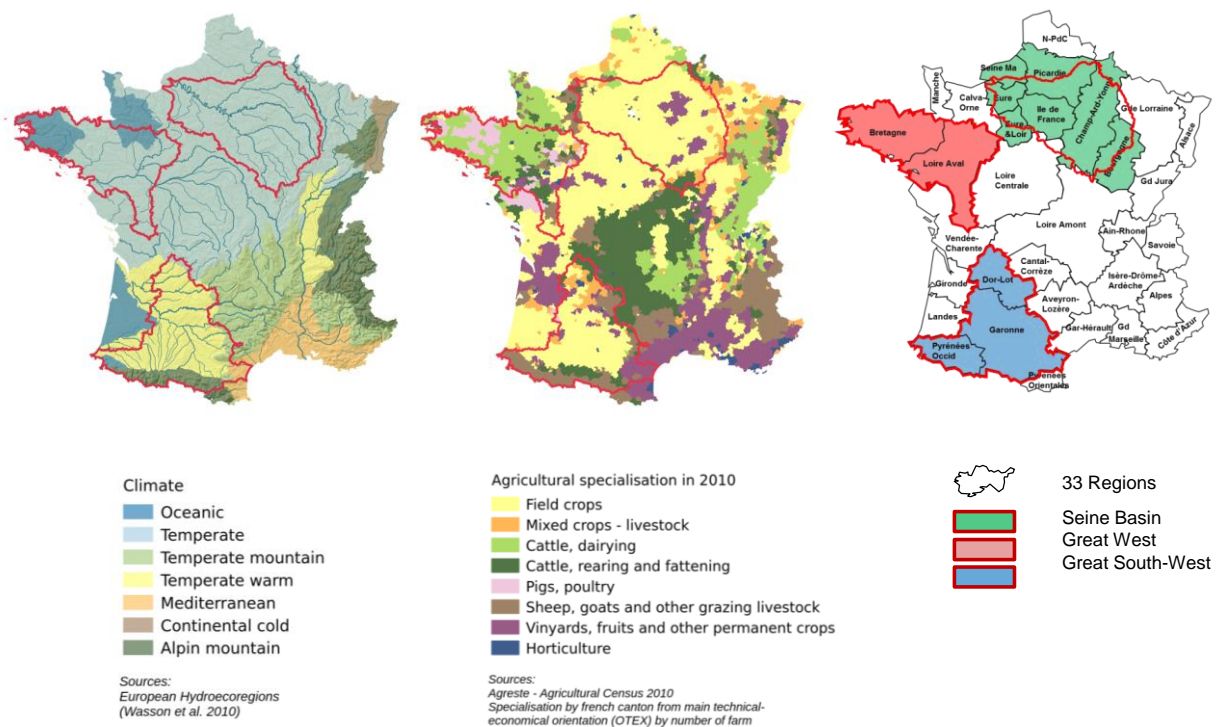 N-PdC
Seine Ma
Picardie
Manche
Calva-
Orne
Eure
Ile de
France
Champ-Ard-Yonne
Gde Lorraine
Alsace
Eure
&Loir
Bretagne
Bourgogne
Loire Aval
Loire
Centrale
Gd Jura
Loire Amont
Vendée-
Charente
Ain-Rhone
Savoie
Cantal-
Corrèze
Dor-Lot
Isère-Drôme-
Ardèche
Gironde
Alpes
Aveyron-
Lozère
Landes
Garonne
Gar-Hérault
Gd
Marseille
Côte d'Azur
Pyrénées
Occid
Pyrénées
Orientales
Climate
Oceanic
Temperate
Temperate mountain
Temperate warm
Mediterranean
Continental cold
Alpin mountain
Sources:
European Hydroecoregions
(Wasson et al. 2010)
Agricultural specialisation in 2010
Field crops
Mixed crops - livestock
Cattle, dairying
Cattle, rearing and fattening
Pigs, poultry
Sheep, goats and other grazing livestock
Vinyards, fruits and other permanent crops
Horticulture
Sources:
Agreste - Agricultural Census 2010
Specialisation by french canton from main technical-
economical orientation (OTEX) by number of farm
33 Regions
Seine Basin
Great West
Great South-West